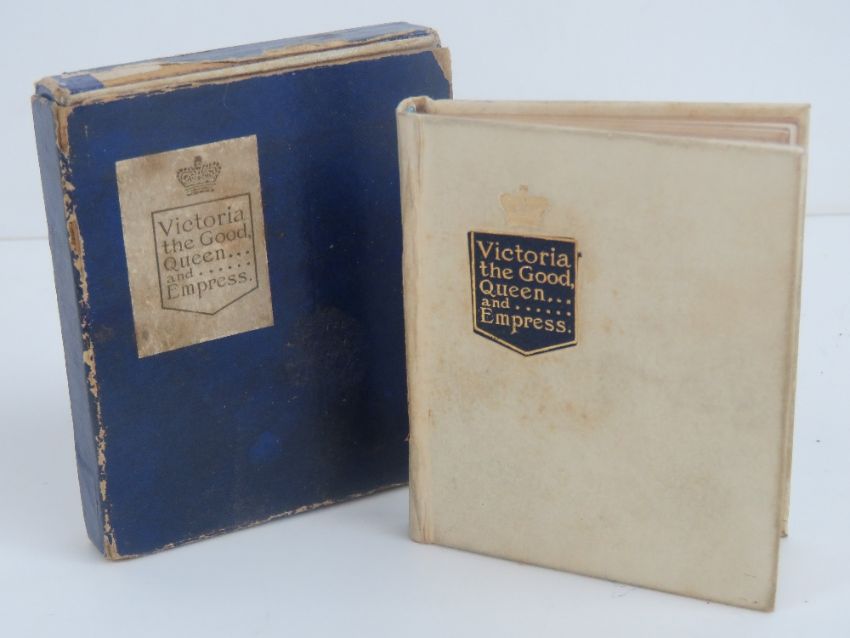 Victoria
the Good,
Queen...
and......
Empress.
Victoria
the Good,
Queen...
and......
Empress.